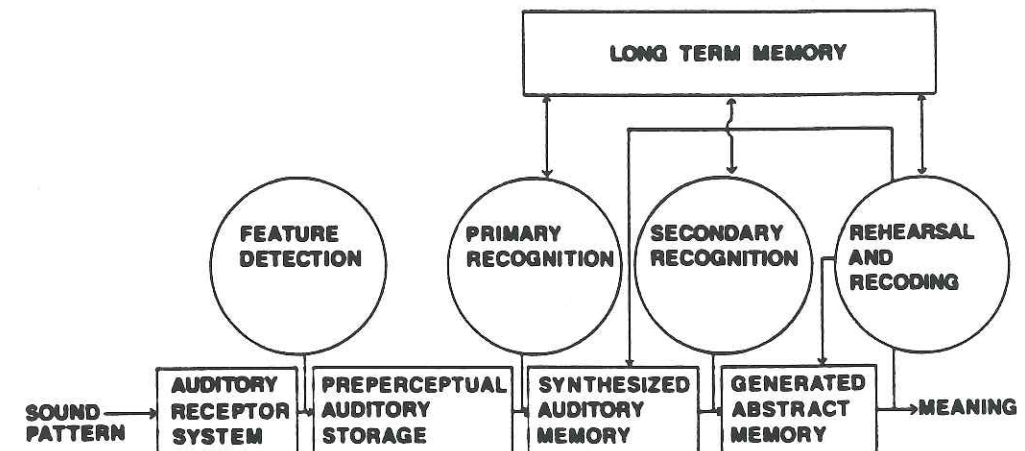 LONG TERM MEMORY
FEATURE
DETECTION
PRIMARY
RECOGNITION
SECONDARY
RECOGNITION
REHEARSAL
AND
RECODING
SOUND
PATTERN
AUDITORY
RECEPTOR
SYSTEM
PREPERCEPTUAL
AUDITORY
STORAGE
SYNTHESIZED
AUDITORY
MEMORY
GENERATED
ABSTRACT
MEMORY
MEANING